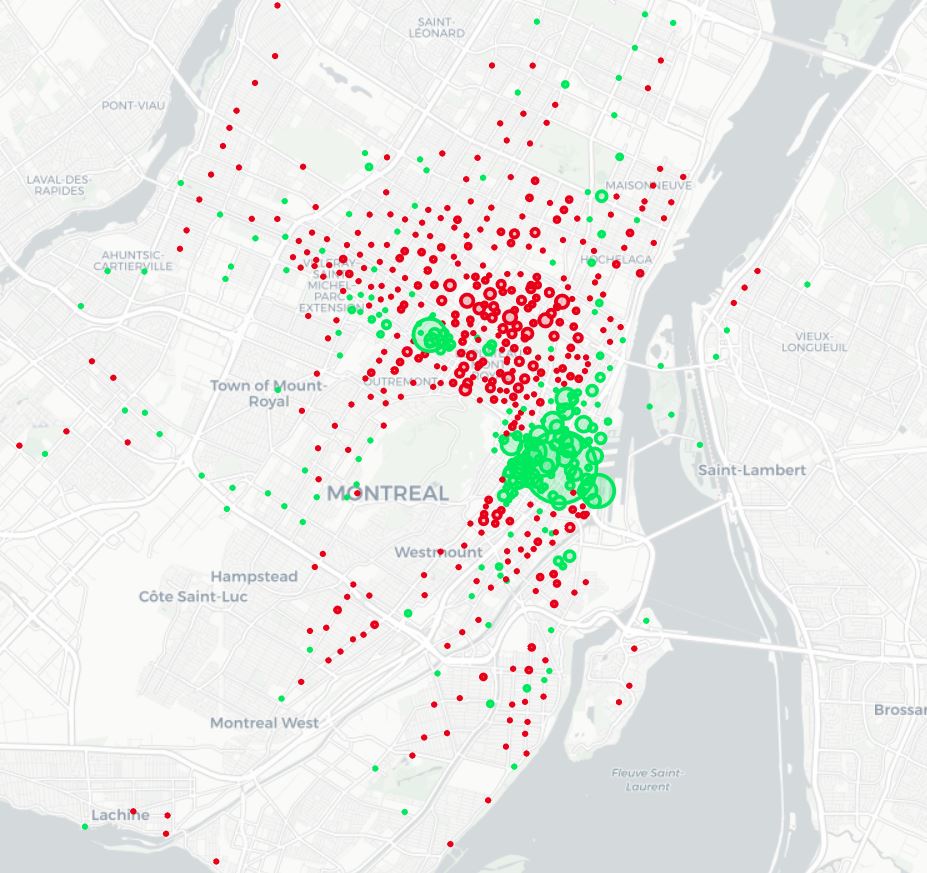 SAINT-
LÉONARD
PONT-VIAU
LAVAL-DES-
RAPIDES
MAISONNEUVE
AHUNTSIC-
CARTIERVILLE
HOCHELAGA
VILLERAY-
SAINT-
MICHEL-
PARC-
EXTENSION
VIEUX-
LONGUEUIL
OUTREMONT
Town of Mount-
Royal
MONTREAL
Saint-Lambert
Westmount
Hampstead
Côte Saint-Luc
Montreal West
Brossar
Fleuve Saint-
Laurent
Lachine